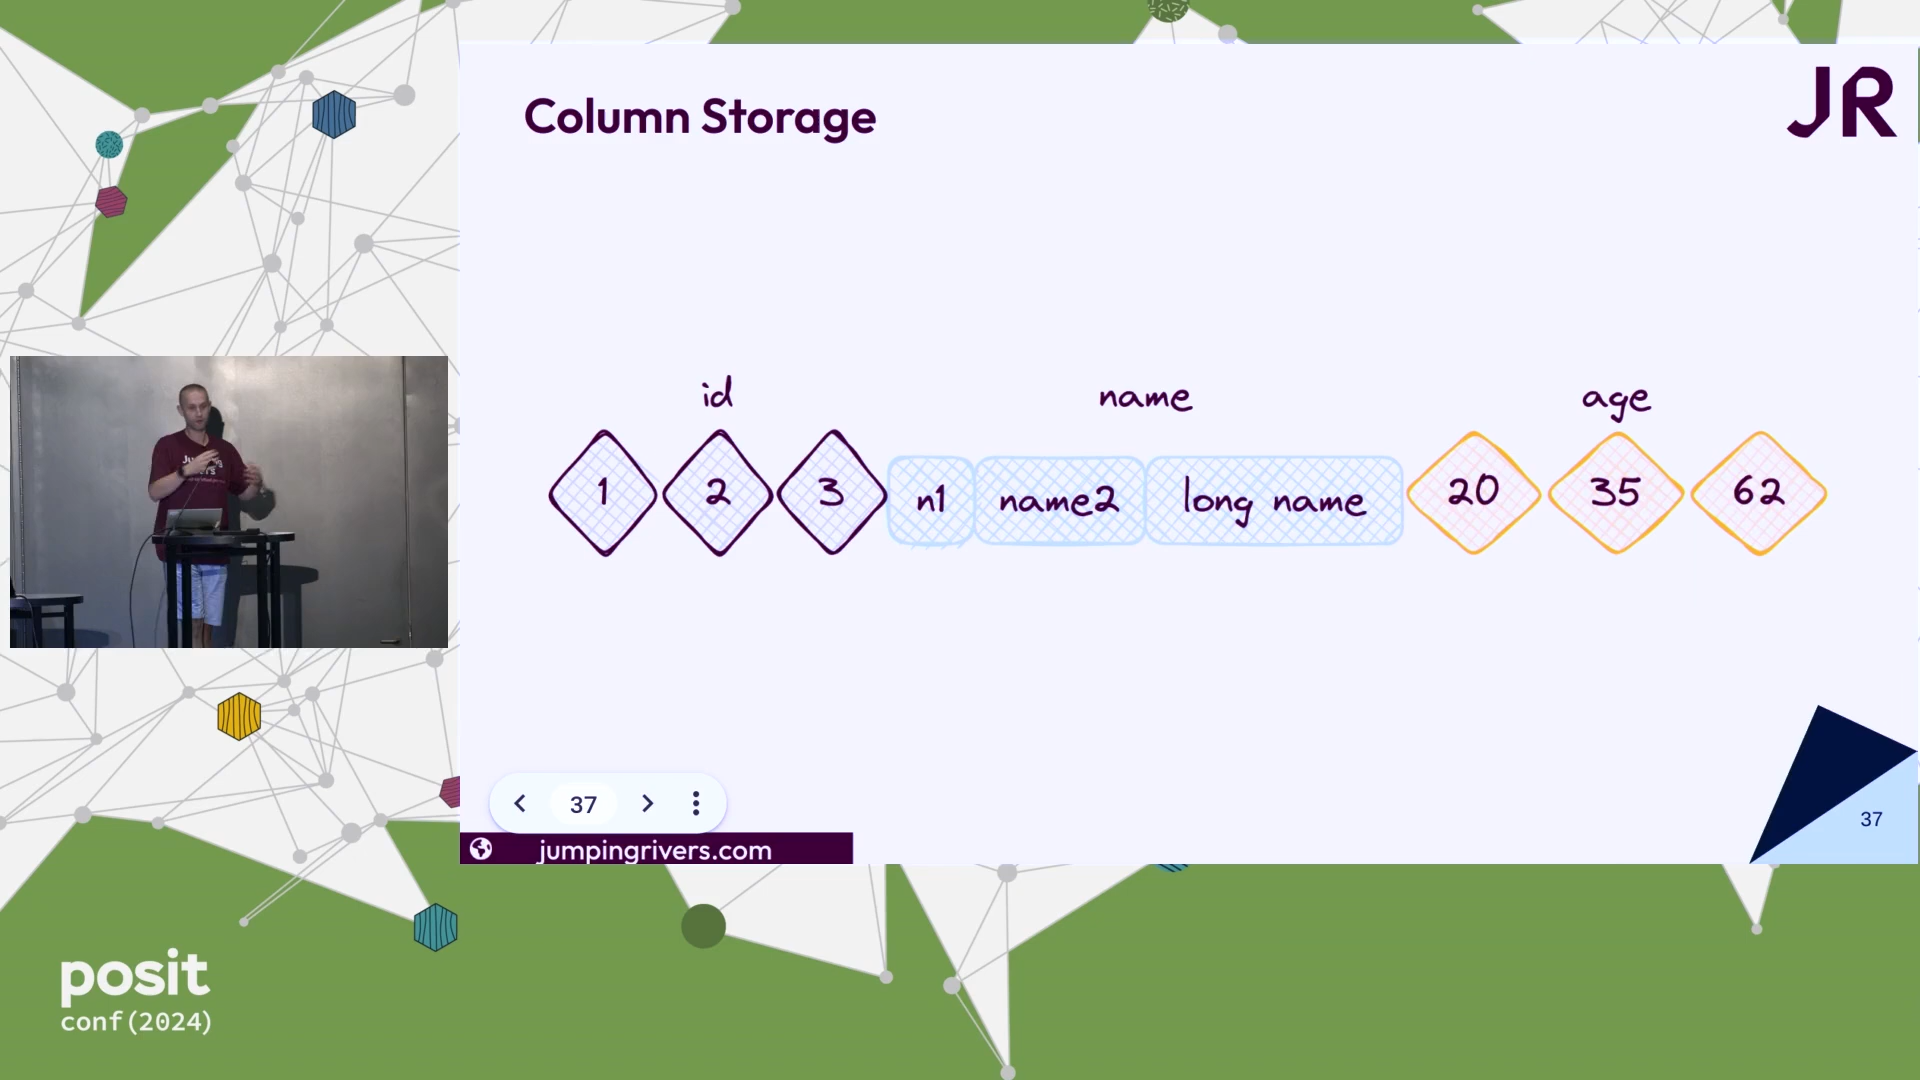 Column Storage
JR
id
name
age
1 2 3 n1 name2 long name 20 35 62
37
37
jumpingrivers.com
posit
conf(2024)